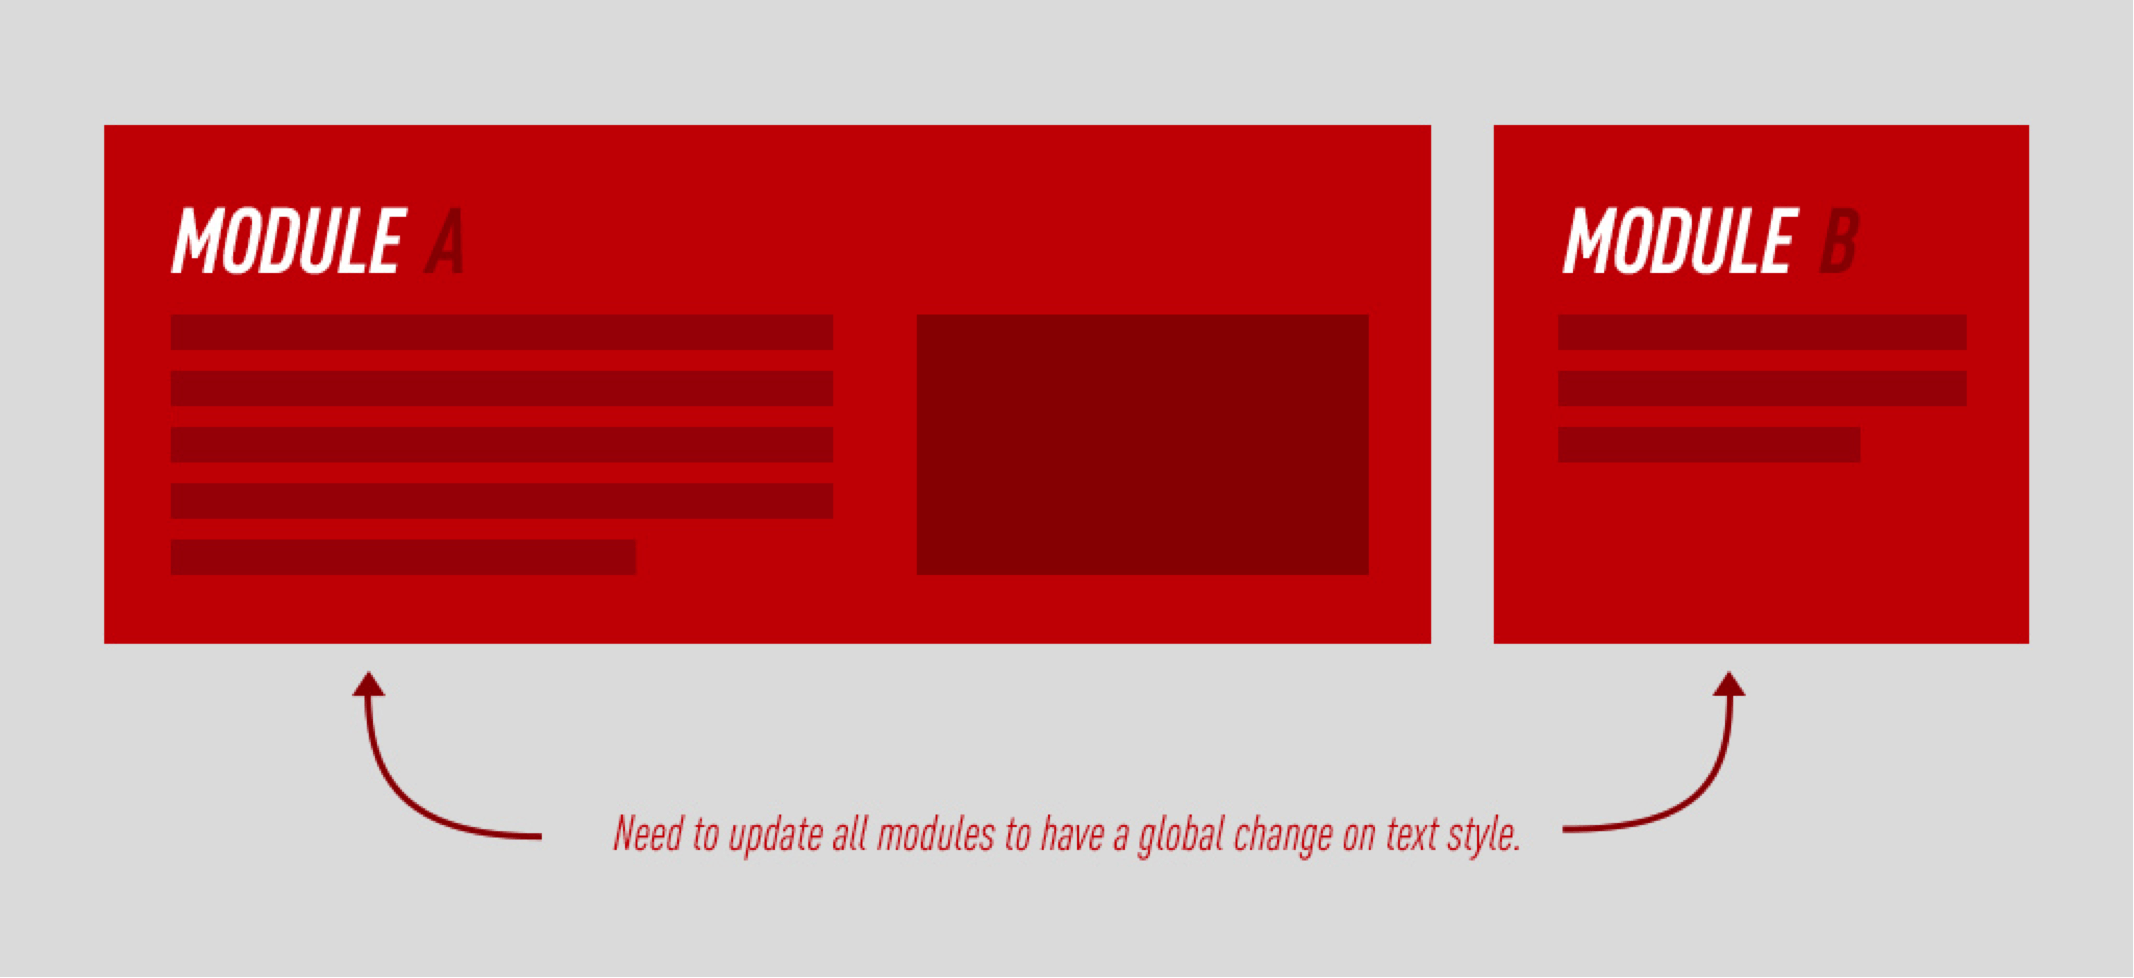 MODULE A
MODULE B
Need to update all modules to have a global change on text style.